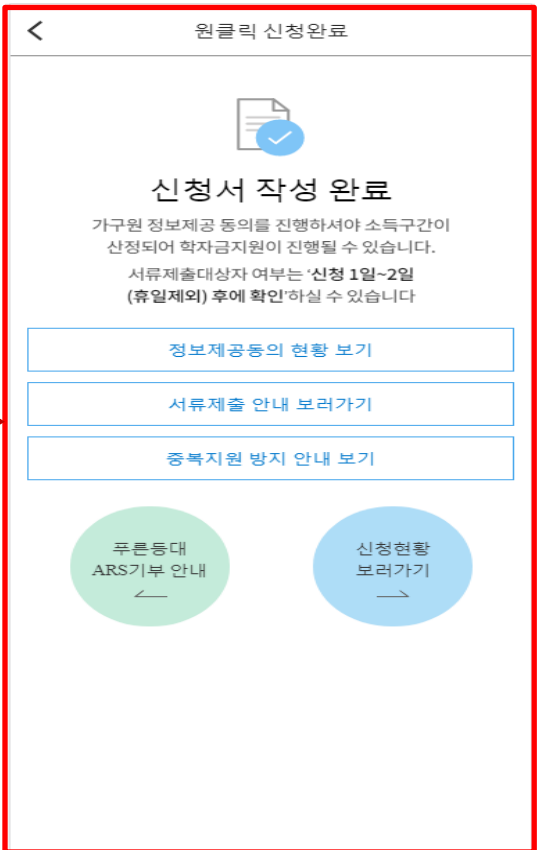 원클릭 신청완료
신청서 작성 완료
가구원 정보제공 동의를 진행하셔야 소득구간이
산정되어 학자금지원이 진행될 수 있습니다.
서류제출대상자 여부는 '신청 1일~2일
(휴일제외) 후에 확인'하실 수 있습니다
정보제공동의 현황 보기
서류제출 안내 보러가기
중복지원 방지 안내 보기
푸른등대
ARS기부 안내
신청현황
보러가기